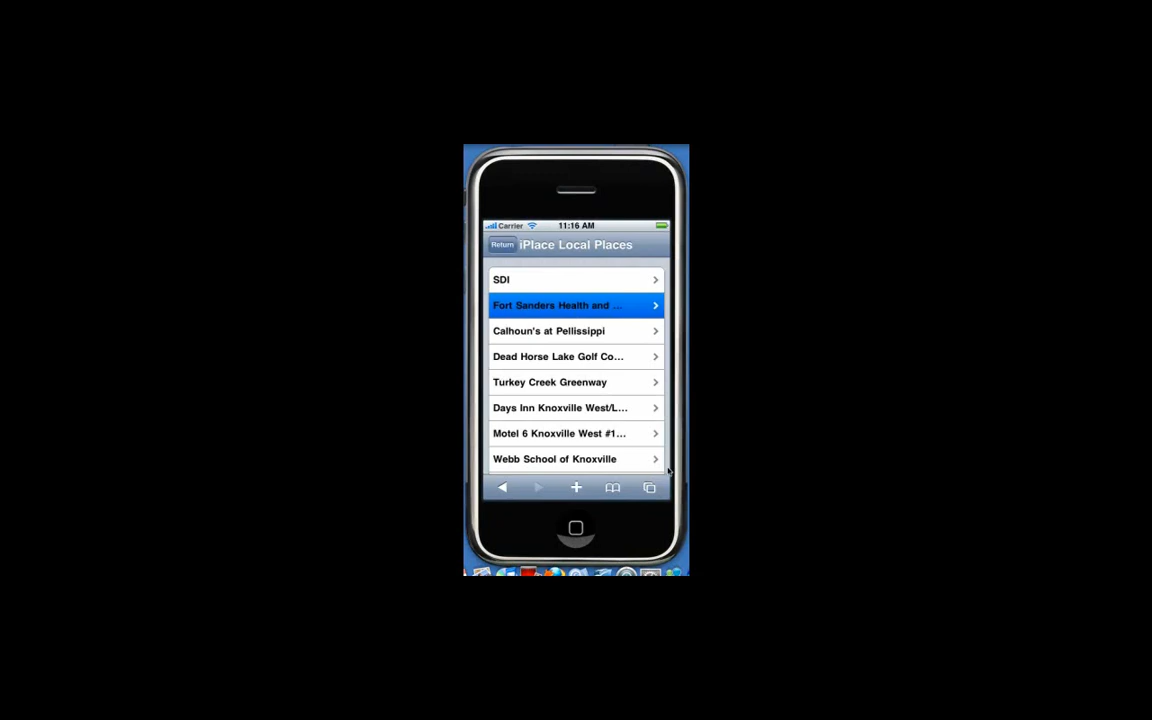 Carrier 11:16 AM
Return iPlace Local Places
SDI
Fort Sanders Health and ...
Calhoun's at Pellissippi
Dead Horse Lake Golf Co...
Turkey Creek Greenway
Days Inn Knoxville West/L...
Motel 6 Knoxville West #1...
Webb School of Knoxville